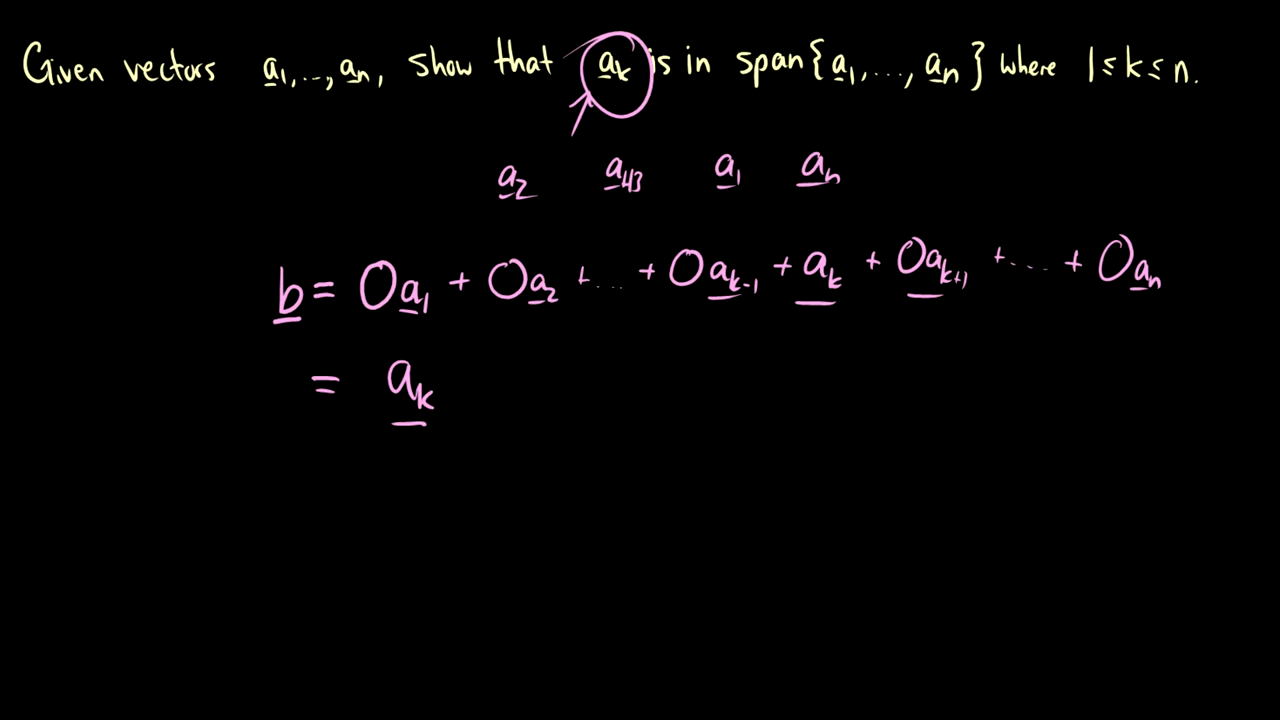 Given vectors a₁,...,aₙ, show that aₖ is in span{a₁,...,aₙ} where 1≤k≤n.
a₂ a₄₃ a₁ aₙ
b = 0a₁ + 0a₂ +... + 0aₖ₋₁ + aₖ + 0aₖ₊₁ +.... + 0aₙ
= aₖ